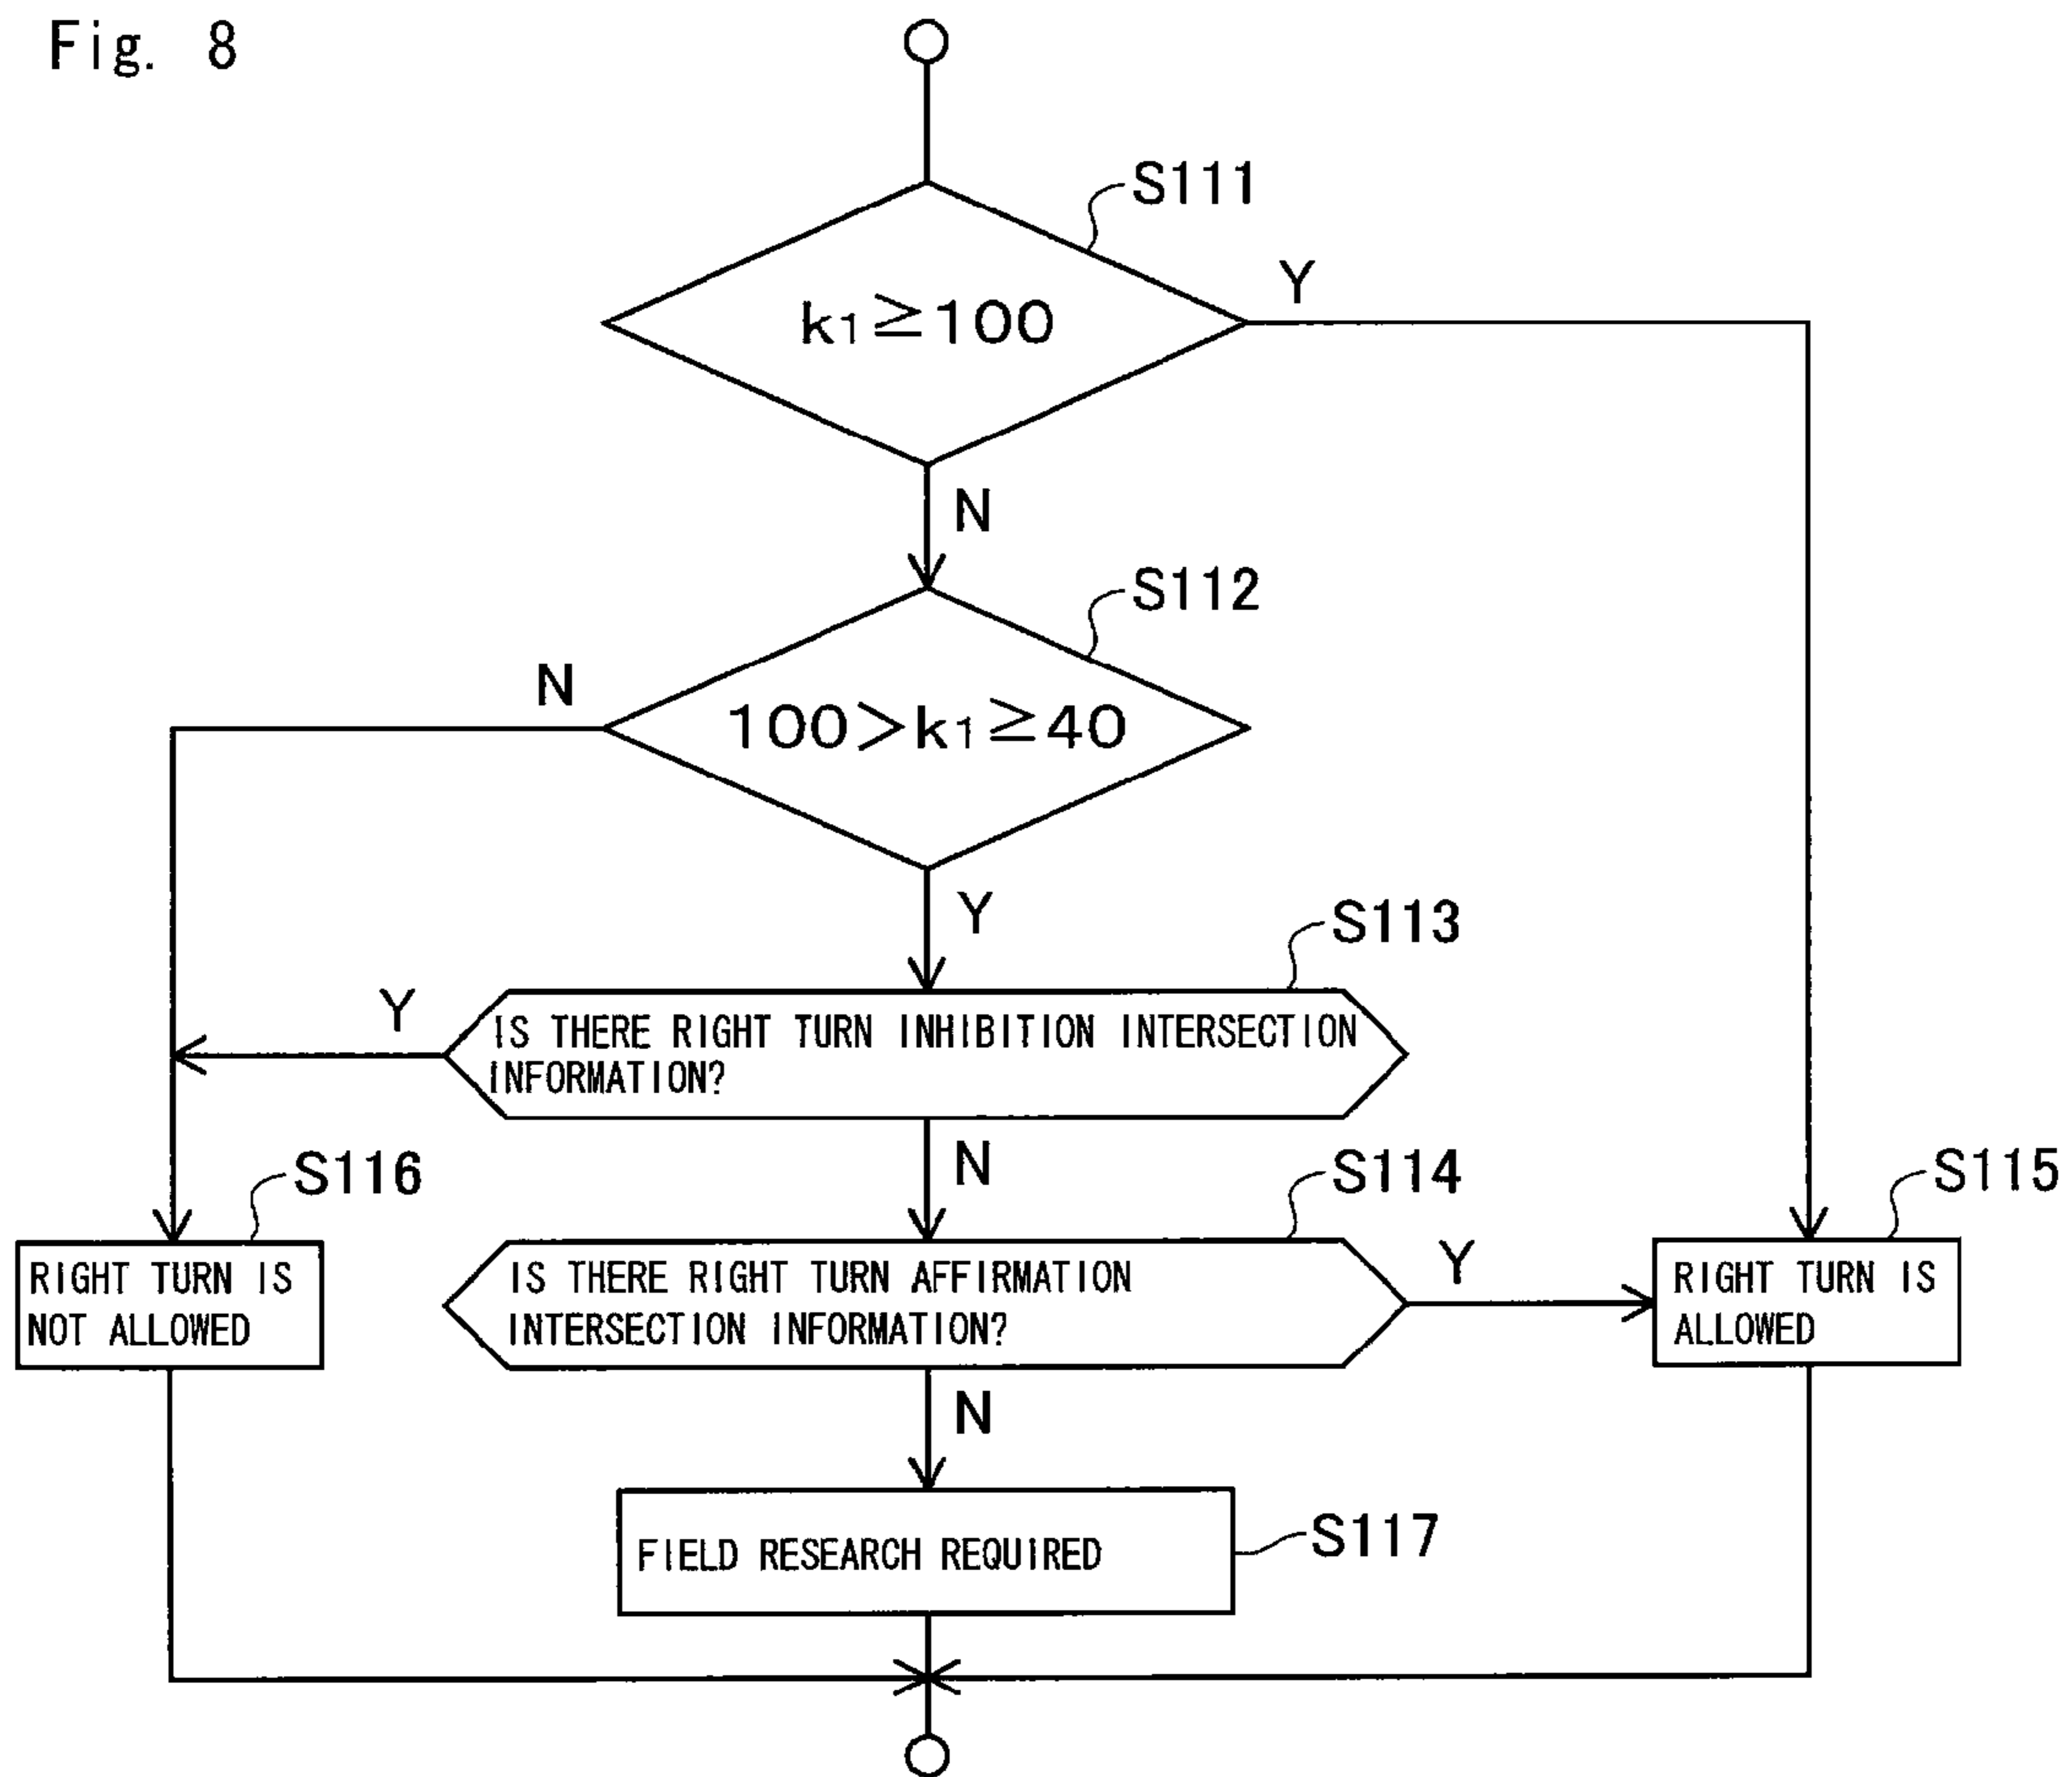 Fig. 8
S111
k1≧100
Y
N
S112
N
100>k1≧40
Y
S113
Y
IS THERE RIGHT TURN INHIBITION INTERSECTION
INFORMATION?
N
S116
S114
S115
RIGHT TURN IS
NOT ALLOWED
IS THERE RIGHT TURN AFFIRMATION
INTERSECTION INFORMATION?
Y
RIGHT TURN IS
ALLOWED
N
FIELD RESEARCH REQUIRED
S117